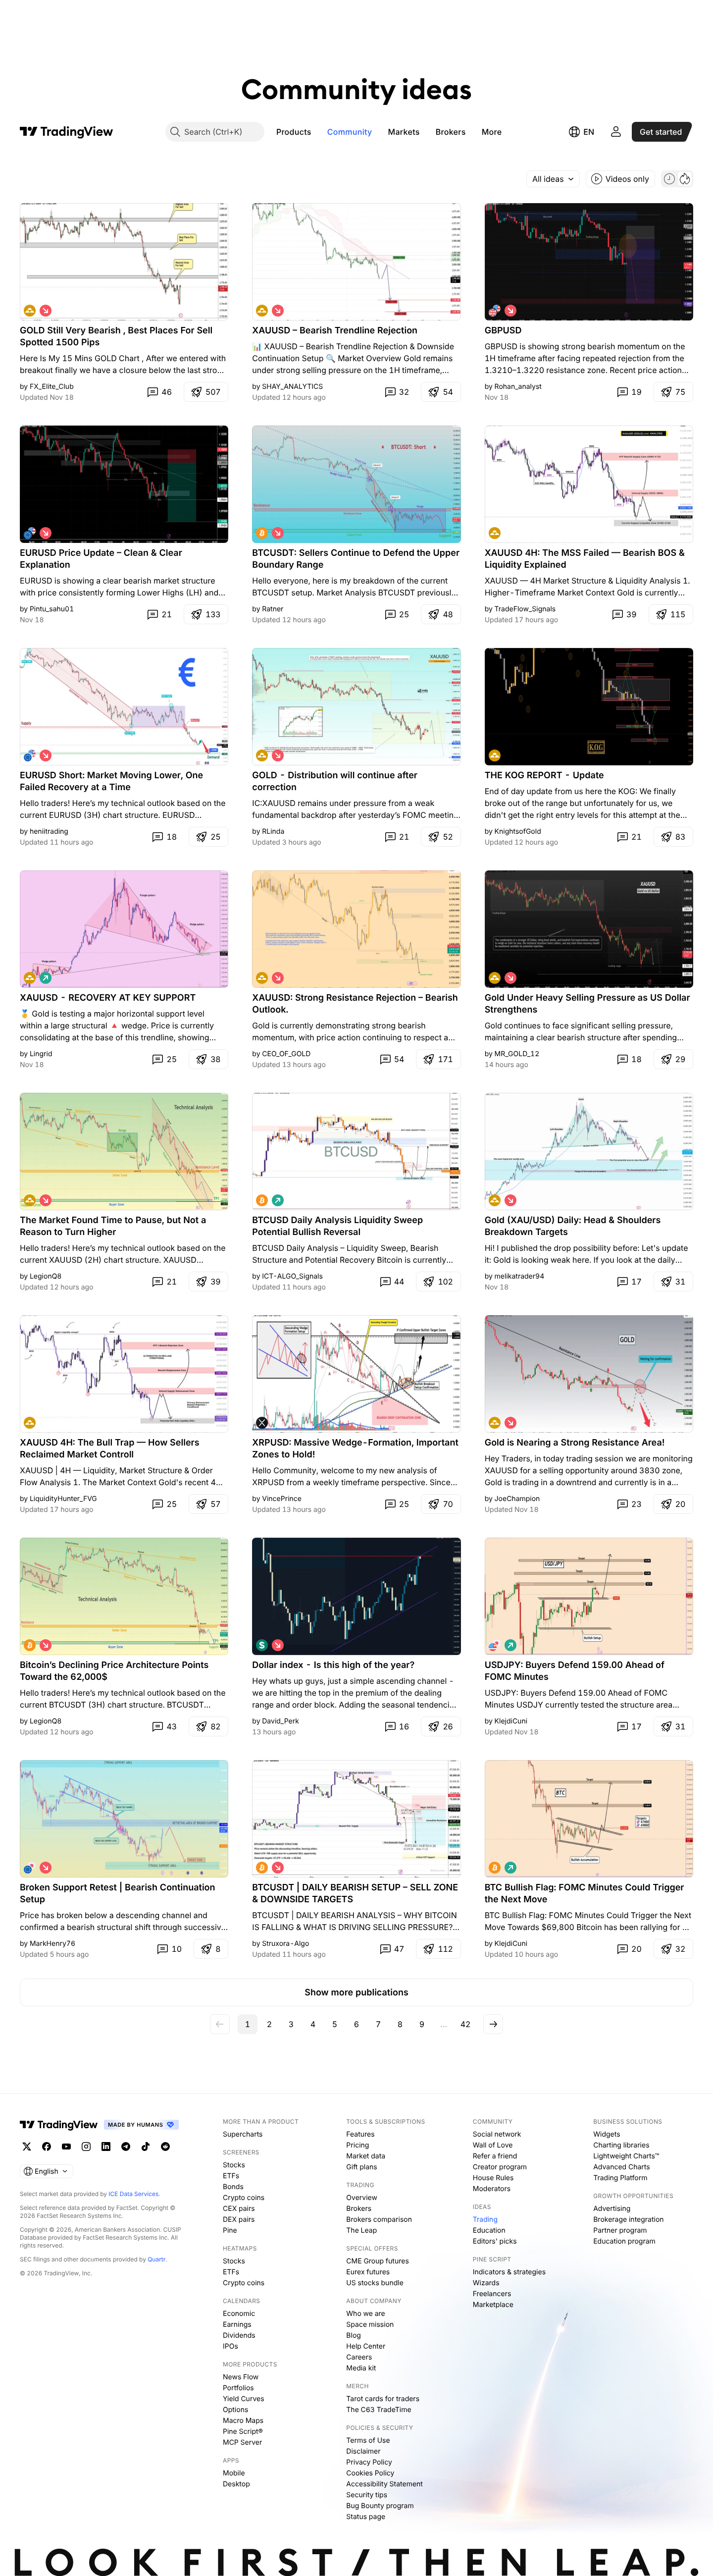 Community ideas
TradingView
Search (Ctrl+K)
Products
Community
Markets
Brokers
More
EN
Get started
All ideas
Videos only
GOLD Still Very Bearish , Best Places For Sell
Spotted 1500 Pips
Here Is My 15 Mins GOLD Chart , After we entered with
breakout finally we have a closure below the last stro…
by FX_Elite_Club
Updated Nov 18
46
507
XAUUSD – Bearish Trendline Rejection
📊 XAUUSD – Bearish Trendline Rejection & Downside
Continuation Setup 🔍 Market Overview Gold remains
under strong selling pressure on the 1H timeframe,…
by SHAY_ANALYTICS
Updated 12 hours ago
32
54
GBPUSD
GBPUSD is showing strong bearish momentum on the
1H timeframe after facing repeated rejection from the
1.3210–1.3220 resistance zone. Recent price action…
by Rohan_analyst
Nov 18
19
75
EURUSD Price Update – Clean & Clear
Explanation
EURUSD is showing a clear bearish market structure
with price consistently forming Lower Highs (LH) and…
by Pintu_sahu01
Nov 18
21
133
BTCUSDT: Short
BTCUSDT: Sellers Continue to Defend the Upper
Boundary Range
Hello everyone, here is my breakdown of the current
BTCUSDT setup. Market Analysis BTCUSDT previousl…
by Ratner
Updated 12 hours ago
25
48
XAUUSD 4H: The MSS Failed — Bearish BOS &
Liquidity Explained
XAUUSD — 4H Market Structure & Liquidity Analysis 1.
Higher-Timeframe Market Context Gold is currently…
by TradeFlow_Signals
Updated 17 hours ago
39
115
€
EURUSD Short: Market Moving Lower, One
Failed Recovery at a Time
Hello traders! Here's my technical outlook based on the
current EURUSD (3H) chart structure. EURUSD…
by heniitrading
Updated 11 hours ago
18
25
XAUUSD
GOLD - Distribution will continue after
correction
IC:XAUUSD remains under pressure from a weak
fundamental backdrop after yesterday's FOMC meetin…
by RLinda
Updated 3 hours ago
21
52
KOG
THE KOG REPORT - Update
End of day update from us here the KOG: We finally
broke out of the range but unfortunately for us, we
didn't get the right entry levels for this attempt at the…
by KnightsofGold
Updated 12 hours ago
21
83
XAUUSD - RECOVERY AT KEY SUPPORT
🥇 Gold is testing a major horizontal support level
within a large structural 🔺 wedge. Price is currently
consolidating at the base of this trendline, showing…
by Lingrid
Nov 18
25
38
XAUUSD: Strong Resistance Rejection – Bearish
Outlook.
Gold is currently demonstrating strong bearish
momentum, with price action continuing to respect a…
by CEO_OF_GOLD
Updated 13 hours ago
54
171
XAUUSD
Gold Under Heavy Selling Pressure as US Dollar
Strengthens
Gold continues to face significant selling pressure,
maintaining a clear bearish structure after spending…
by MR_GOLD_12
14 hours ago
18
29
Technical Analysis
The Market Found Time to Pause, but Not a
Reason to Turn Higher
Hello traders! Here's my technical outlook based on the
current XAUUSD (2H) chart structure. XAUUSD…
by LegionQ8
Updated 12 hours ago
21
39
BTCUSD
BTCUSD Daily Analysis Liquidity Sweep
Potential Bullish Reversal
BTCUSD Daily Analysis – Liquidity Sweep, Bearish
Structure and Potential Recovery Bitcoin is currently…
by ICT-ALGO_Signals
Updated 11 hours ago
44
102
Gold (XAU/USD) Daily: Head & Shoulders
Breakdown Targets
Hi! I published the drop possibility before: Let's update
it: Gold is looking weak here. If you look at the daily…
by melikatrader94
Nov 18
17
31
XAUUSD 4H: The Bull Trap — How Sellers
Reclaimed Market Controll
XAUUSD | 4H — Liquidity, Market Structure & Order
Flow Analysis 1. The Market Context Gold's recent 4…
by LiquidityHunter_FVG
Updated 17 hours ago
25
57
XRPUSD: Massive Wedge-Formation, Important
Zones to Hold!
Hello Community, welcome to my new analysis of
XRPUSD from a weekly timeframe perspective. Since…
by VincePrince
Updated 13 hours ago
25
70
GOLD
Gold is Nearing a Strong Resistance Area!
Hey Traders, in today trading session we are monitoring
XAUUSD for a selling opportunity around 3830 zone,
Gold is trading in a downtrend and currently is in a…
by JoeChampion
Updated Nov 18
23
20
Technical Analysis
Bitcoin's Declining Price Architecture Points
Toward the 62,000$
Hello traders! Here's my technical outlook based on the
current BTCUSDT (3H) chart structure. BTCUSDT…
by LegionQ8
Updated 12 hours ago
43
82
Dollar index - Is this high of the year?
Hey whats up guys, just a simple ascending channel -
we are hitting the top in the premium of the dealing
range and order block. Adding the seasonal tendenci…
by David_Perk
13 hours ago
16
26
USD/JPY
USDJPY: Buyers Defend 159.00 Ahead of
FOMC Minutes
USDJPY: Buyers Defend 159.00 Ahead of FOMC
Minutes USDJY currently tested the structure area…
by KlejdiCuni
Updated Nov 18
17
31
Broken Support Retest | Bearish Continuation
Setup
Price has broken below a descending channel and
confirmed a bearish structural shift through successiv…
by MarkHenry76
Updated 5 hours ago
10
8
BTCUSDT | DAILY BEARISH SETUP – SELL ZONE
& DOWNSIDE TARGETS
BTCUSDT | DAILY BEARISH ANALYSIS – WHY BITCOIN
IS FALLING & WHAT IS DRIVING SELLING PRESSURE?…
by Struxora-Algo
Updated 11 hours ago
47
112
BTC
BTC Bullish Flag: FOMC Minutes Could Trigger
the Next Move
BTC Bullish Flag: FOMC Minutes Could Trigger the Next
Move Towards $69,800 Bitcoin has been rallying for …
by KlejdiCuni
Updated 10 hours ago
20
32
Show more publications
1 2 3 4 5 6 7 8 9 … 42
TradingView
MADE BY HUMANS
English
Select market data provided by ICE Data Services.
Select reference data provided by FactSet. Copyright ©
2026 FactSet Research Systems Inc.
Copyright © 2026, American Bankers Association. CUSIP
Database provided by FactSet Research Systems Inc. All
rights reserved.
SEC filings and other documents provided by Quartr.
© 2026 TradingView, Inc.
MORE THAN A PRODUCT
Supercharts
SCREENERS
Stocks
ETFs
Bonds
Crypto coins
CEX pairs
DEX pairs
Pine
HEATMAPS
Stocks
ETFs
Crypto coins
CALENDARS
Economic
Earnings
Dividends
IPOs
MORE PRODUCTS
News Flow
Portfolios
Yield Curves
Options
Macro Maps
Pine Script®
MCP Server
APPS
Mobile
Desktop
TOOLS & SUBSCRIPTIONS
Features
Pricing
Market data
Gift plans
TRADING
Overview
Brokers
Brokers comparison
The Leap
SPECIAL OFFERS
CME Group futures
Eurex futures
US stocks bundle
ABOUT COMPANY
Who we are
Space mission
Blog
Help Center
Careers
Media kit
MERCH
Tarot cards for traders
The C63 TradeTime
POLICIES & SECURITY
Terms of Use
Disclaimer
Privacy Policy
Cookies Policy
Accessibility Statement
Security tips
Bug Bounty program
Status page
COMMUNITY
Social network
Wall of Love
Refer a friend
Creator program
House Rules
Moderators
IDEAS
Trading
Education
Editors' picks
PINE SCRIPT
Indicators & strategies
Wizards
Freelancers
Marketplace
BUSINESS SOLUTIONS
Widgets
Charting libraries
Lightweight Charts™
Advanced Charts
Trading Platform
GROWTH OPPORTUNITIES
Advertising
Brokerage integration
Partner program
Education program
LOOK FIRST / THEN LEAP.